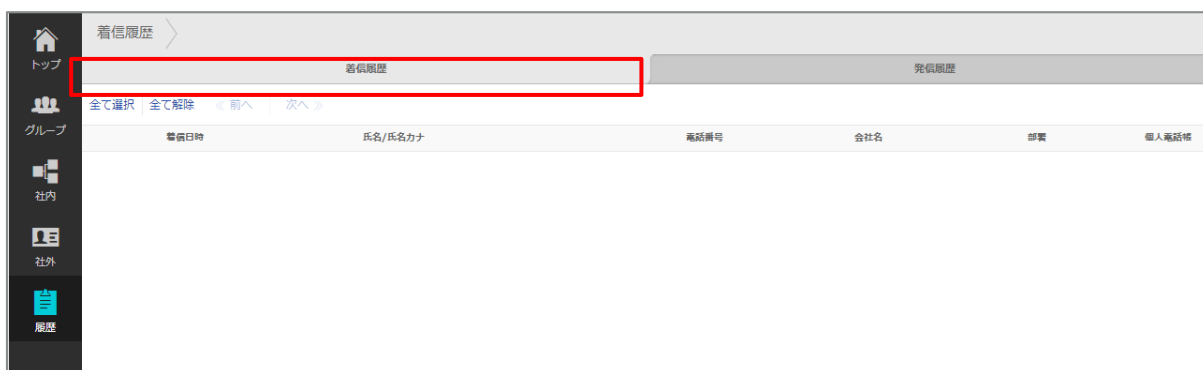 着信履歴
トップ
グループ
社内
社外
履歴
着信履歴 発信履歴
全て選択 全て解除 ≪前へ 次へ≫
着信日時 氏名/氏名カナ 電話番号 会社名 部署 個人電話帳